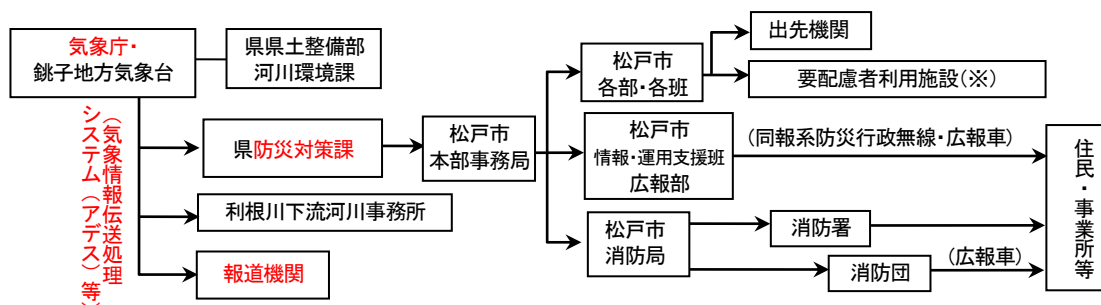 気象庁・
銚子地方気象台
県県土整備部
河川環境課
(気象情報伝送処理
システム(アデス)等)
県防災対策課
利根川下流河川事務所
報道機関
松戸市
本部事務局
松戸市
各部・各班
出先機関
要配慮者利用施設(※)
松戸市
情報・運用支援班
広報部
(同報系防災行政無線・広報車)
松戸市
消防局
消防署
消防団
(広報車)
住民・事業所等